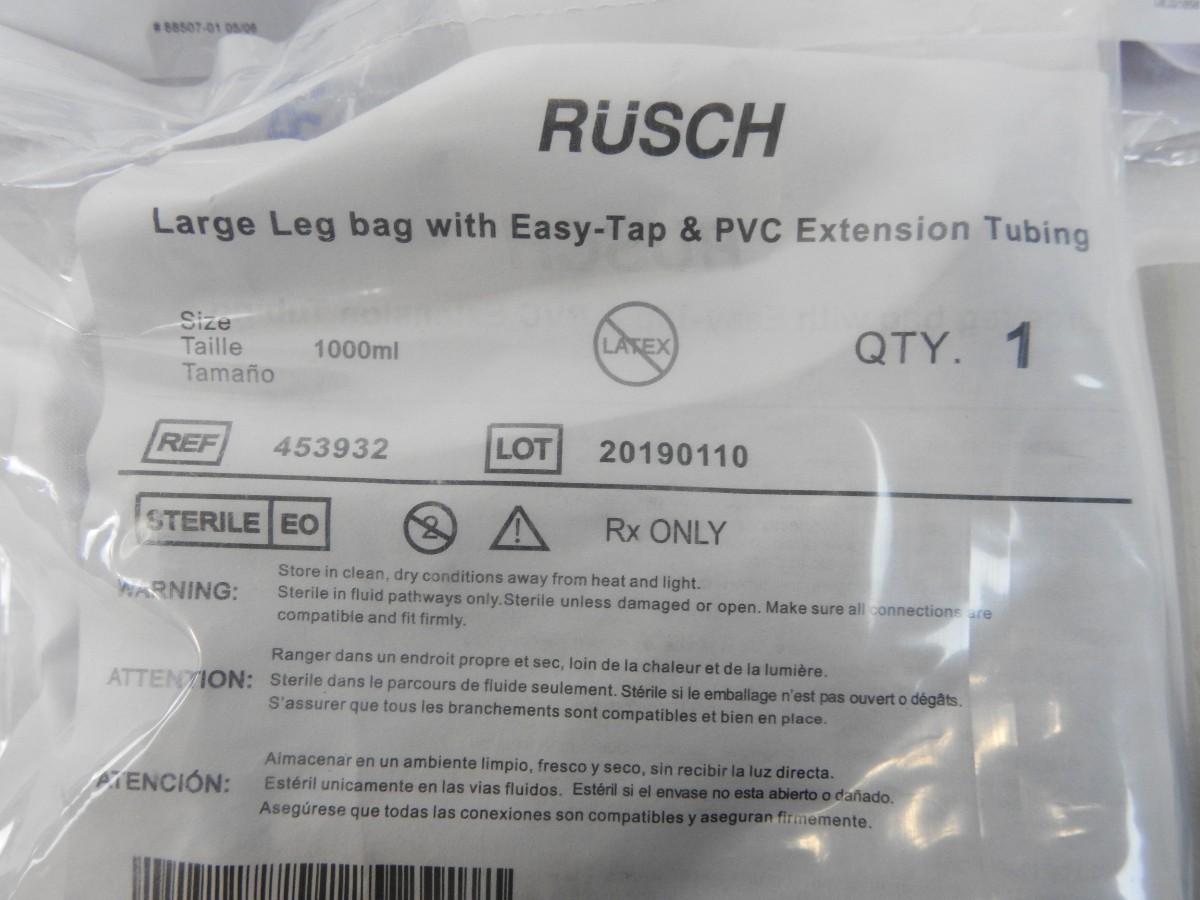 # 88507-01 05/06
RÜSCH
Large Leg bag with Easy-Tap & PVC Extension Tubing
Size
Taille 1000ml
Tamaño
LATEX
QTY. 1
REF 453932 LOT 20190110
STERILE EO 2 ! Rx ONLY
WARNING: Store in clean, dry conditions away from heat and light.
Sterile in fluid pathways only.Sterile unless damaged or open. Make sure all connections are
compatible and fit firmly.
ATTENTION: Ranger dans un endroit propre et sec, loin de la chaleur et de la lumière.
Sterile dans le parcours de fluide seulement. Stérile si le emballage n'est pas ouvert o dégâts.
S'assurer que tous les branchements sont compatibles et bien en place.
ATENCIÓN: Almacenar en un ambiente limpio, fresco y seco, sin recibir la luz directa.
Estéril unicamente en las vias fluidos. Estéril si el envase no esta abierto o dañado.
Asegúrese que todas las conexiones son compatibles y aseguran firmemente.